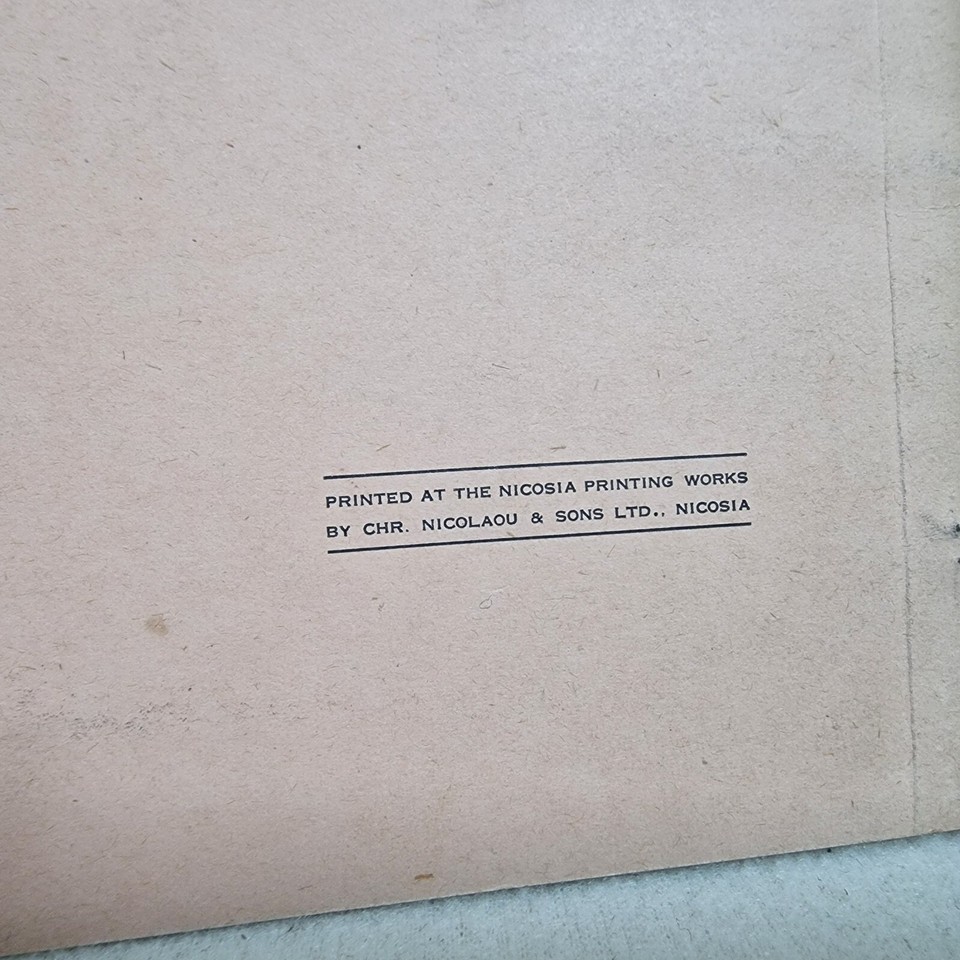 PRINTED AT THE NICOSIA PRINTING WORKS
BY CHR. NICOLAOU & SONS LTD., NICOSIA